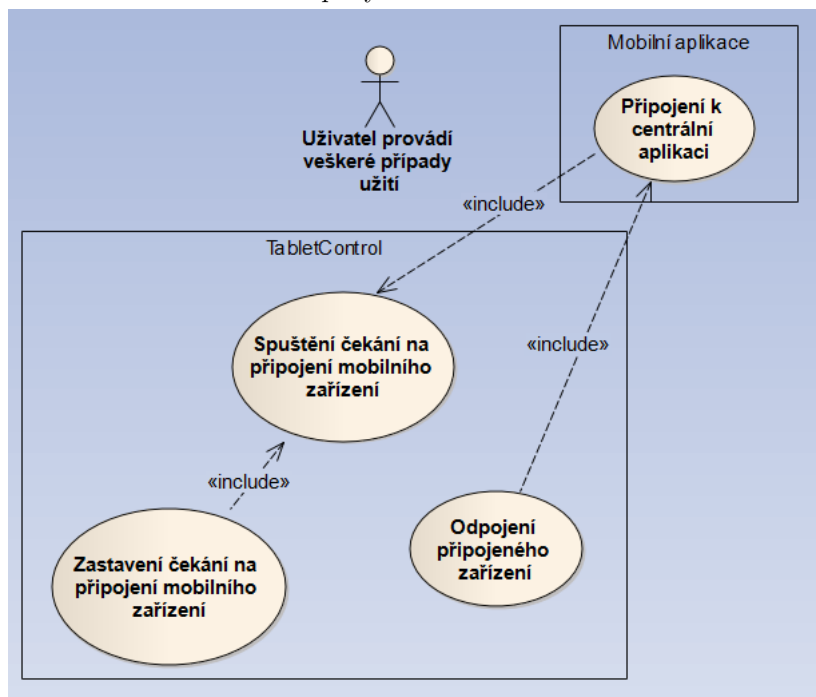 Mobilní aplikace
Připojení k
centrální
aplikaci
Uživatel provádí
veškeré případy
užití
«include»
TabletControl
Spuštění čekání na
připojení mobilního
zařízení
«include»
«include»
Odpojení
připojeného
zařízení
Zastavení čekání na
připojení mobilního
zařízení